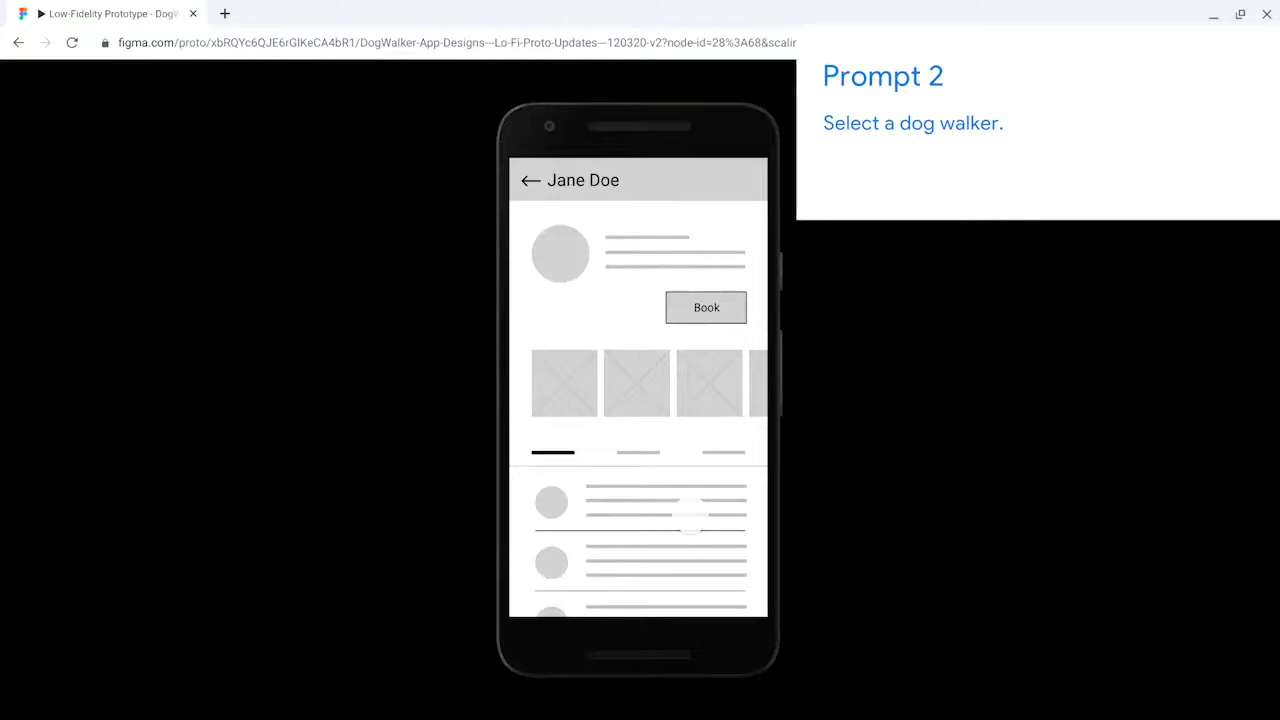 Low-Fidelity Prototype - Dog
figma.com/proto/xbRQYc6QJE6rGlKeCA4bR1/DogWalker-App-Designs---Lo-Fi-Proto-Updates---120320-v2?node-id=28%3A68&scalin
Prompt 2
Select a dog walker.
Jane Doe
Book